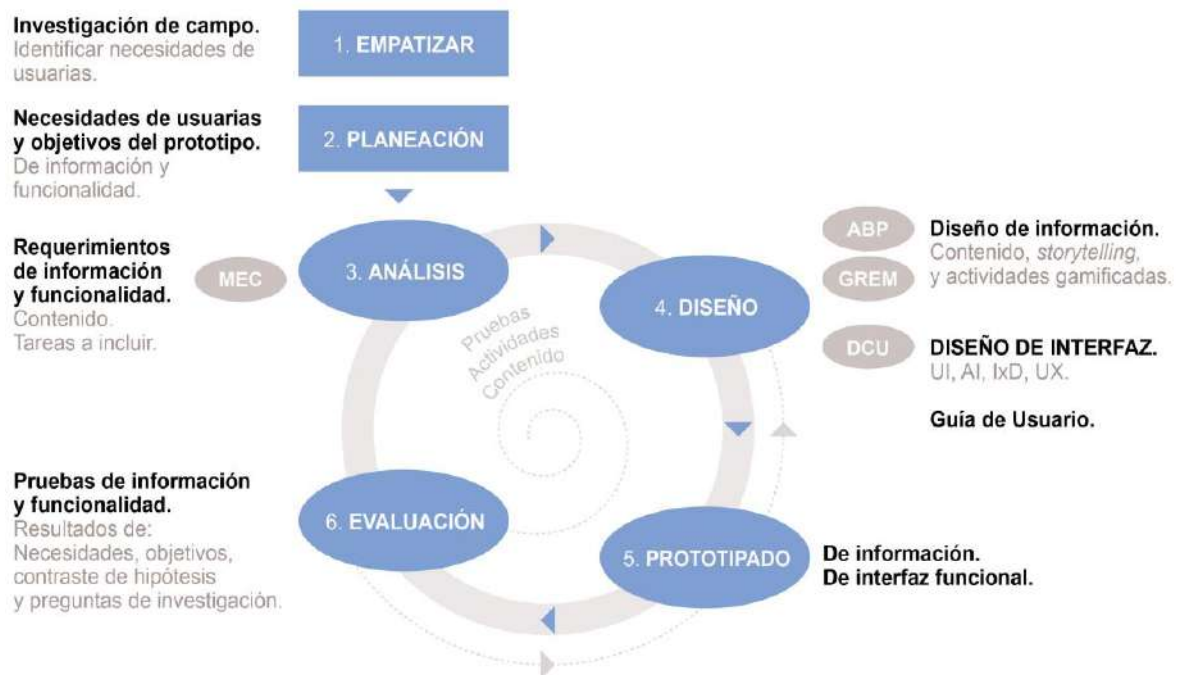 Investigación de campo.
Identificar necesidades de
usuarias.
1. EMPATIZAR
Necesidades de usuarias
y objetivos del prototipo.
De información y
funcionalidad.
2. PLANEACIÓN
Requerimientos
de información
y funcionalidad.
Contenido.
Tareas a incluir.
MEC
3. ANÁLISIS
Pruebas
Actividades
Contenido
4. DISEÑO
ABP
GREM
Diseño de información.
Contenido, storytelling,
y actividades gamificadas.
DCU
DISEÑO DE INTERFAZ.
UI, AI, IxD, UX.
Guía de Usuario.
Pruebas de información
y funcionalidad.
Resultados de:
Necesidades, objetivos,
contraste de hipótesis
y preguntas de investigación.
6. EVALUACIÓN
5. PROTOTIPADO
De información.
De interfaz funcional.